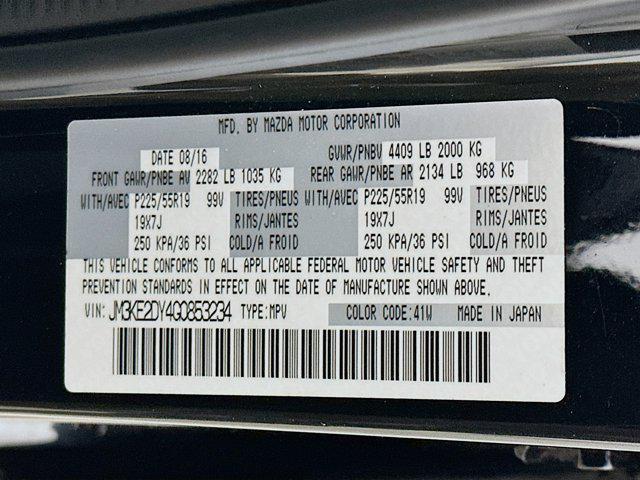 MFD. BY MAZDA MOTOR CORPORATION
DATE 08/16 GVWR/PNBV 4409 LB 2000 KG
FRONT GAWR/PNBE AV 2282 LB 1035 KG REAR GAWR/PNBE AR 2134 LB 968 KG
WITH/AVEC P225/55R19 99V TIRES/PNEUS WITH/AVEC P225/55R19 99V TIRES/PNEUS
19X7J RIMS/JANTES 19X7J RIMS/JANTES
250 KPA/36 PSI COLD/A FROID 250 KPA/36 PSI COLD/A FROID
THIS VEHICLE CONFORMS TO ALL APPLICABLE FEDERAL MOTOR VEHICLE SAFETY AND THEFT
PREVENTION STANDARDS IN EFFECT ON THE DATE OF MANUFACTURE SHOWN ABOVE.
VIN: JM3KE2DY4G0853234 TYPE:MPV COLOR CODE:41W MADE IN JAPAN